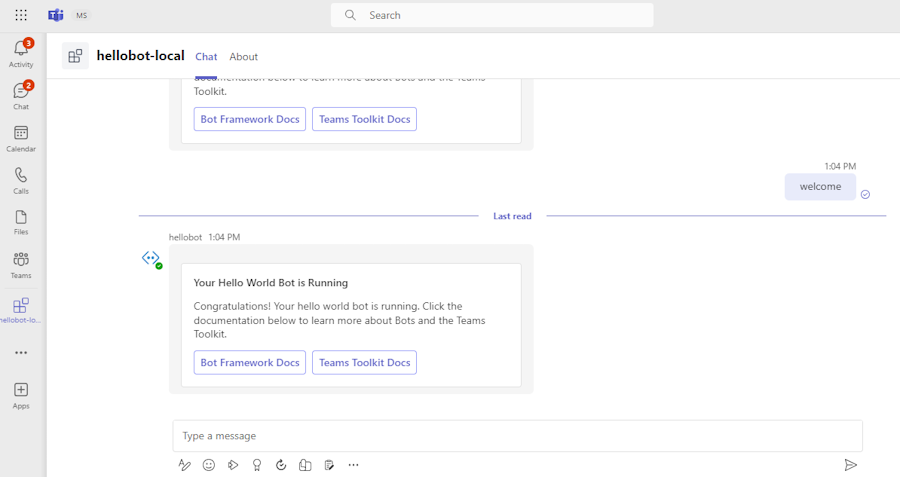 MS
Search
3
Activity
2
Chat
Calendar
Calls
Files
Teams
hellobot-lo...
Apps
hellobot-local Chat About
documentation below to learn more about Bots and the Teams
Toolkit.
Bot Framework Docs Teams Toolkit Docs
1:04 PM
welcome
Last read
hellobot 1:04 PM
Your Hello World Bot is Running
Congratulations! Your hello world bot is running. Click the
documentation below to learn more about Bots and the Teams
Toolkit.
Bot Framework Docs Teams Toolkit Docs
Type a message